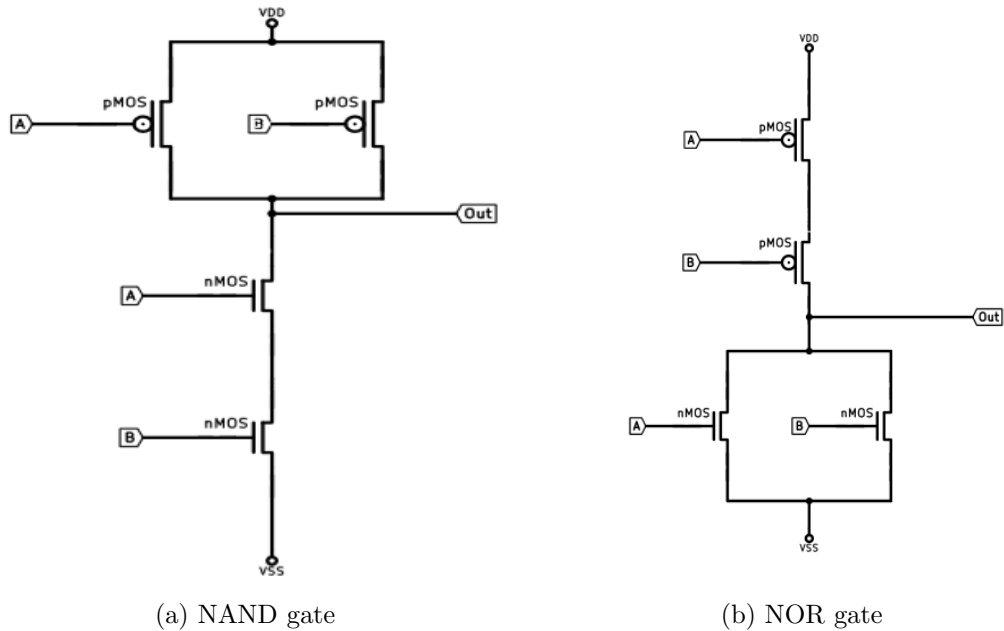 VDD
pMOS
pMOS
A
B
Out
nMOS
A
nMOS
B
VSS
(a) NAND gate
VDD
pMOS
A
pMOS
B
Out
nMOS
nMOS
A
B
VSS
(b) NOR gate